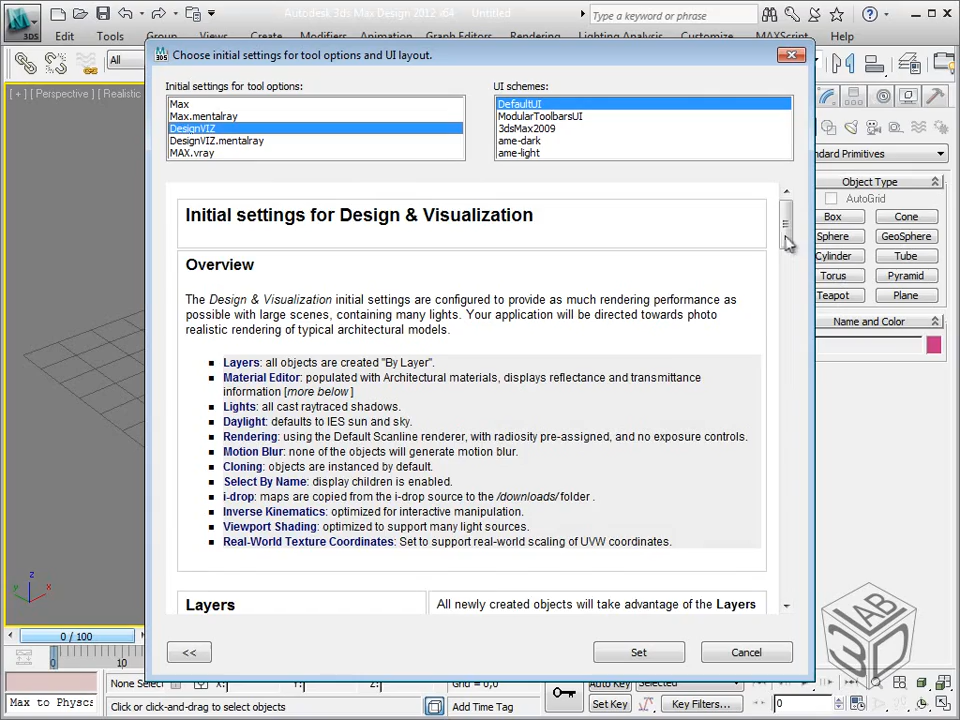 Autodesk 3ds Max Design 2012 x64 Untitled
Type a keyword or phrase
3DS
Edit Tools Group Create Modifiers Animation Graph Editors Rendering Lighting Analysis Customize MAXScript Help
All
Choose initial settings for tool options and UI layout.
[ + ] [ Perspective ] [ Realistic
Initial settings for tool options:
Max
Max.mentalray
DesignVIZ
DesignVIZ.mentalray
MAX.vray
UI schemes:
DefaultUI
ModularToolbarsUI
3dsMax2009
ame-dark
ame-light
ndard Primitives
Object Type
AutoGrid
Box Cone
Sphere GeoSphere
Cylinder Tube
Torus Pyramid
Teapot Plane
Name and Color
Initial settings for Design & Visualization
Overview
The Design & Visualization initial settings are configured to provide as much rendering performance as
possible with large scenes, containing many lights. Your application will be directed towards photo
realistic rendering of typical architectural models.
Layers: all objects are created "By Layer".
Material Editor: populated with Architectural materials, displays reflectance and transmittance
information [more below ]
Lights: all cast raytraced shadows.
Daylight: defaults to IES sun and sky.
Rendering: using the Default Scanline renderer, with radiosity pre-assigned, and no exposure controls.
Motion Blur: none of the objects will generate motion blur.
Cloning: objects are instanced by default.
Select By Name: display children is enabled.
i-drop: maps are copied from the i-drop source to the /downloads/ folder .
Inverse Kinematics: optimized for interactive manipulation.
Viewport Shading: optimized to support many light sources.
Real-World Texture Coordinates: Set to support real-world scaling of UVW coordinates.
Layers
All newly created objects will take advantage of the Layers
<< Set Cancel
z
y x
0 / 100
0 10
3D LAB
None Select X: Y: Z: Grid = 0,0 Auto Key Selected
Max to Physcs Click or click-and-drag to select objects Add Time Tag Set Key Key Filters... 0